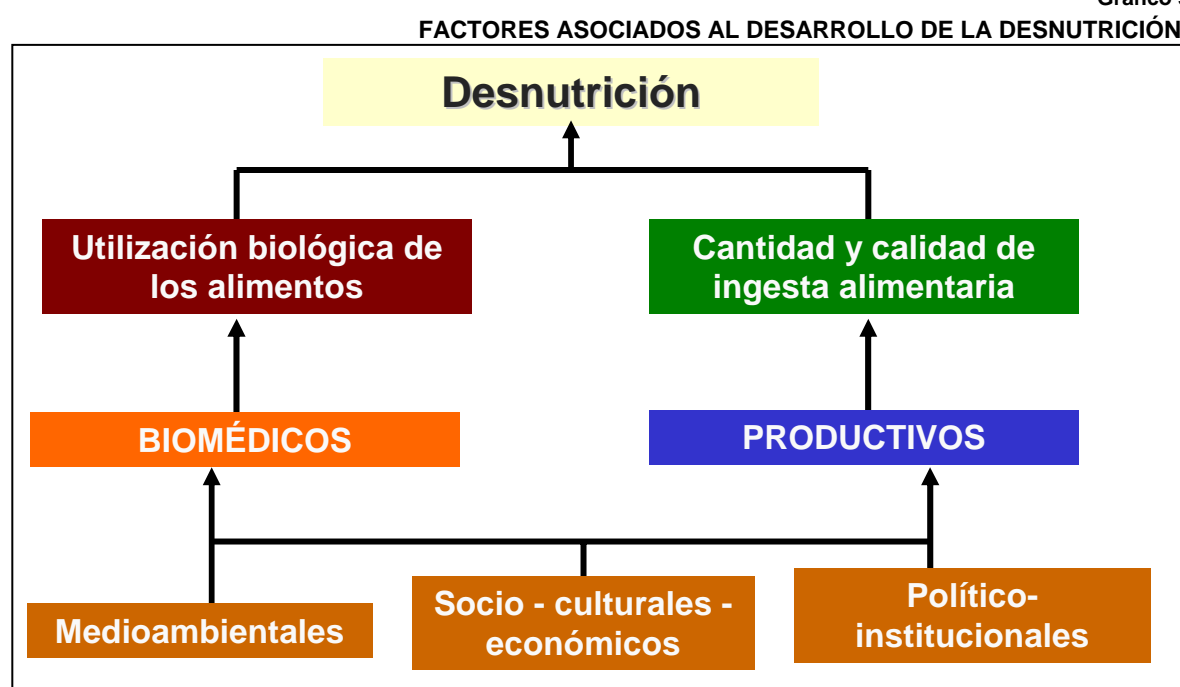 Gráfico
FACTORES ASOCIADOS AL DESARROLLO DE LA DESNUTRICIÓN
Desnutrición
Utilización biológica de
los alimentos
Cantidad y calidad de
ingesta alimentaria
BIOMÉDICOS
PRODUCTIVOS
Medioambientales
Socio - culturales -
económicos
Político-
institucionales